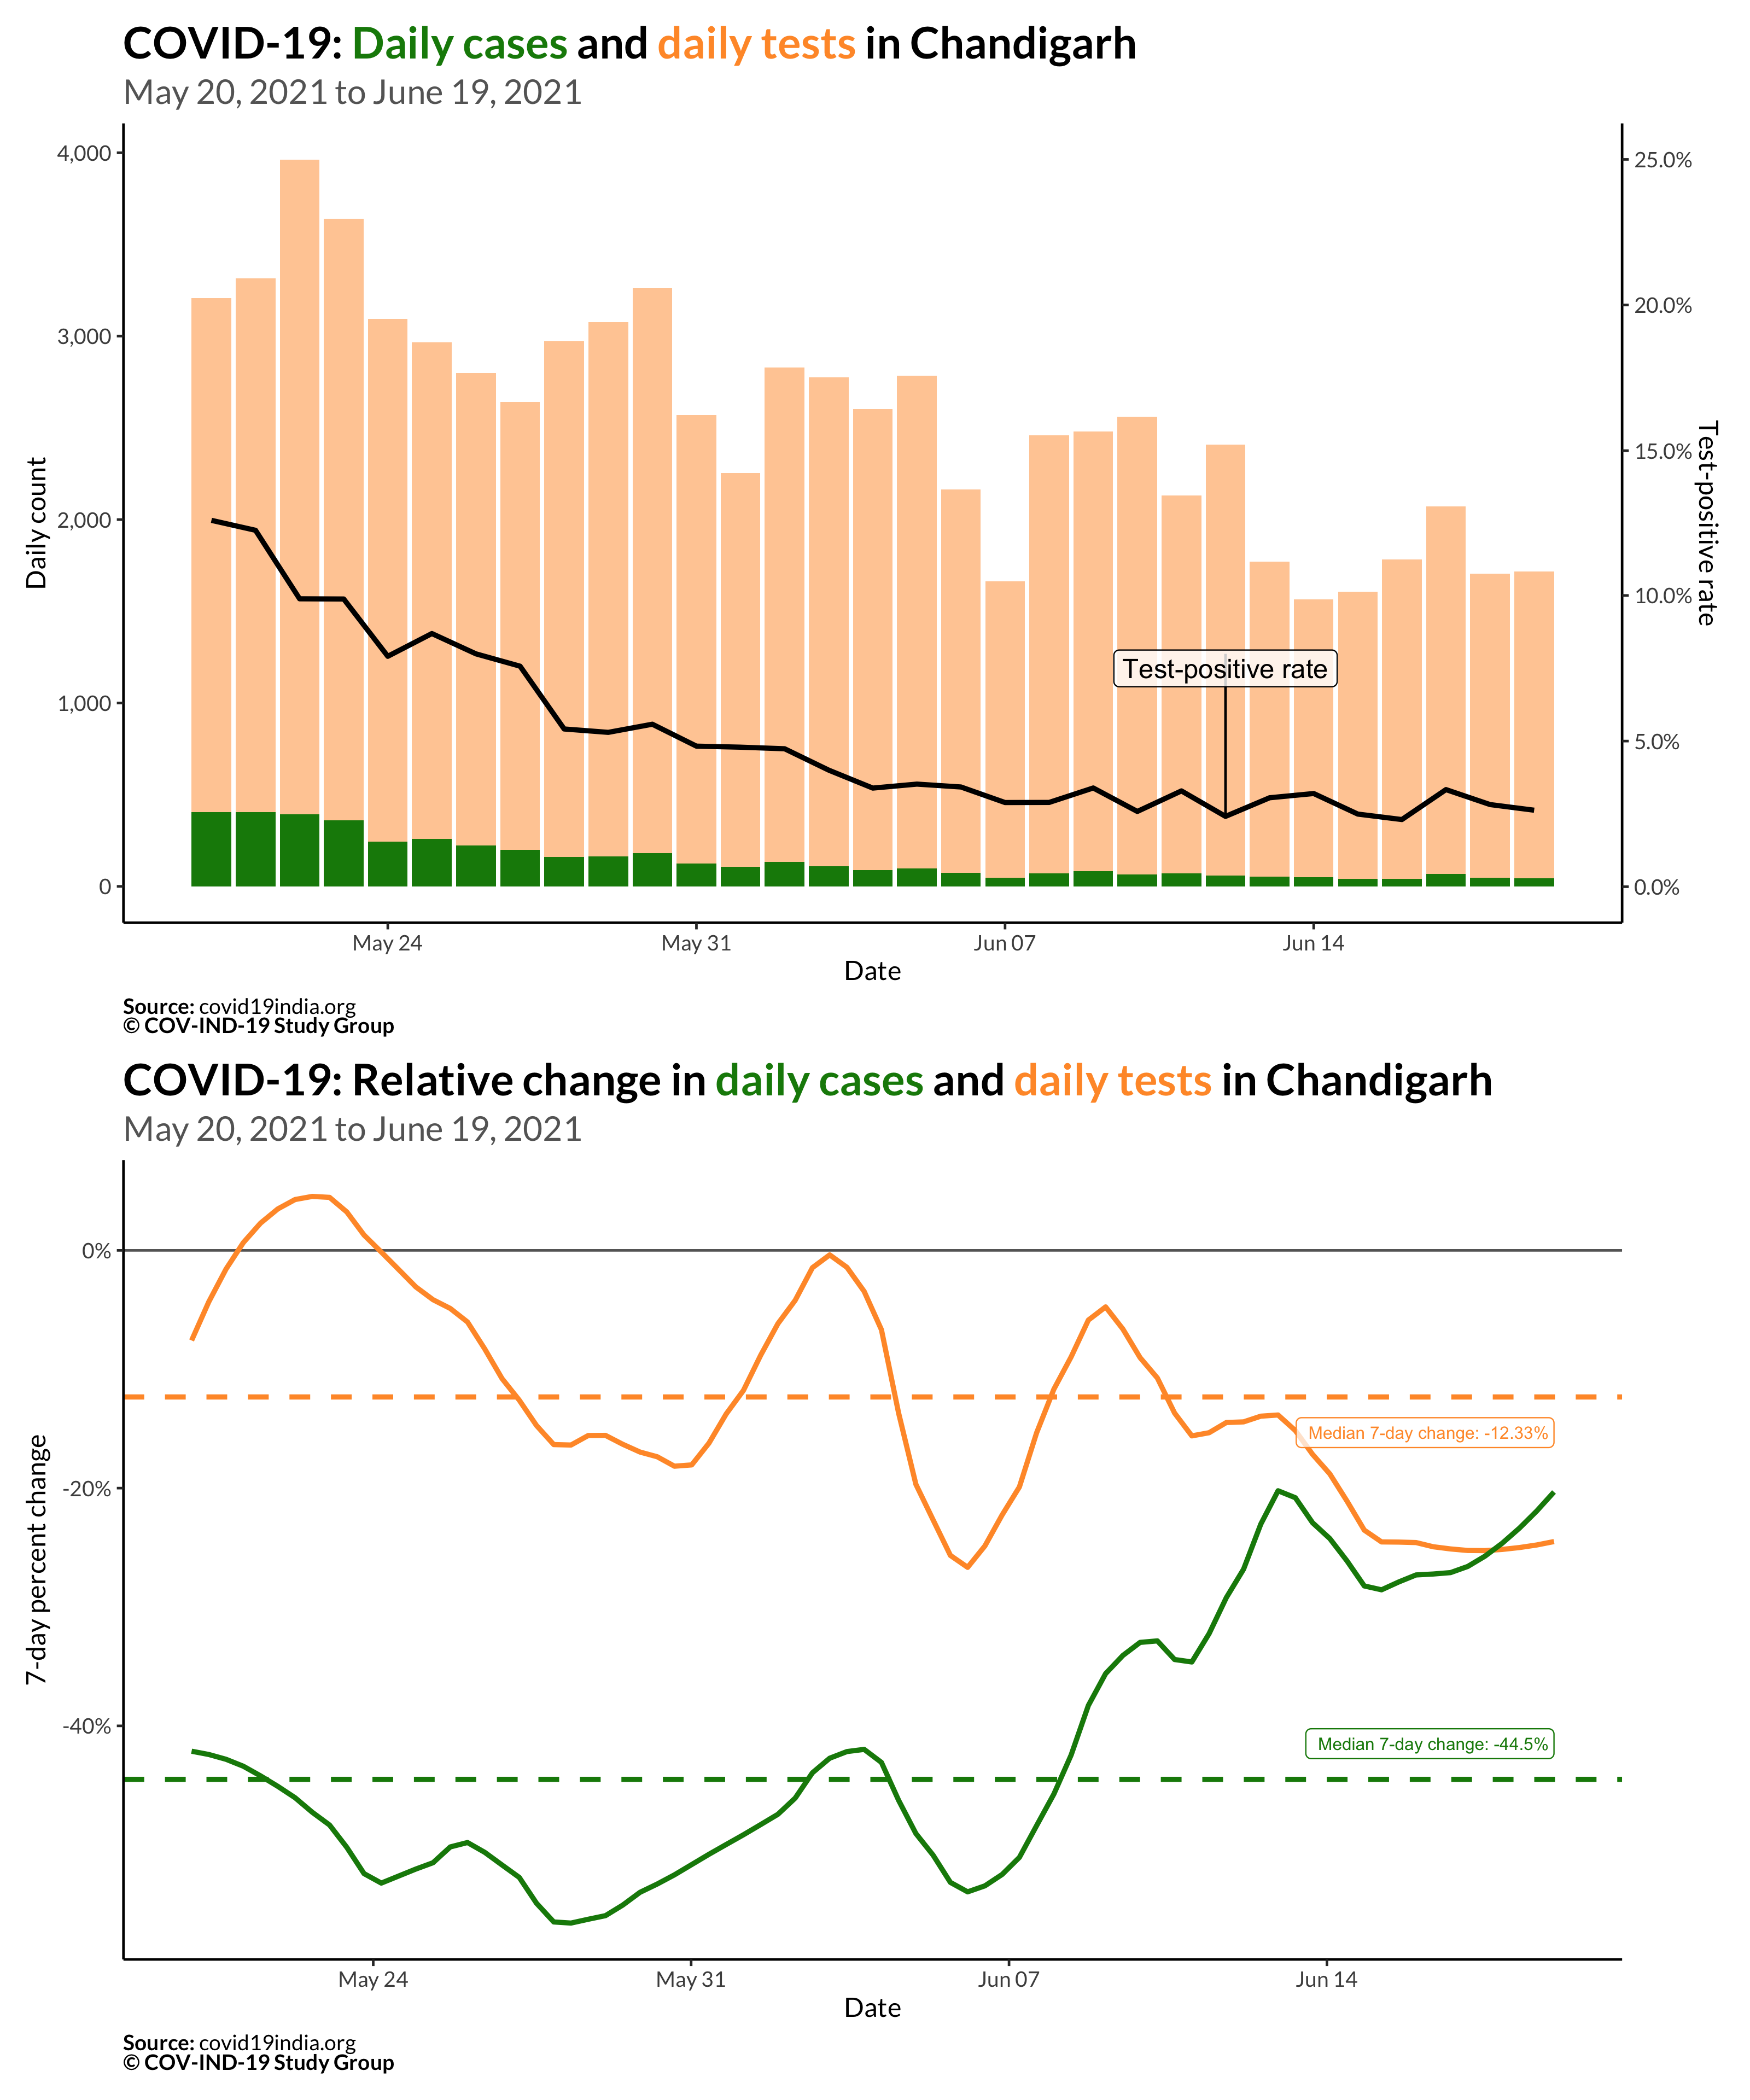 COVID-19: Daily cases and daily tests in Chandigarh
May 20, 2021 to June 19, 2021
4,000
3,000
2,000
1,000
0
Daily count
25.0%
20.0%
15.0%
10.0%
5.0%
0.0%
Test-positive rate
Test-positive rate
May 24
May 31
Jun 07
Jun 14
Date
Source: covid19india.org
© COV-IND-19 Study Group
COVID-19: Relative change in daily cases and daily tests in Chandigarh
May 20, 2021 to June 19, 2021
0%
-20%
-40%
7-day percent change
Median 7-day change: -12.33%
Median 7-day change: -44.5%
May 24
May 31
Jun 07
Jun 14
Date
Source: covid19india.org
© COV-IND-19 Study Group